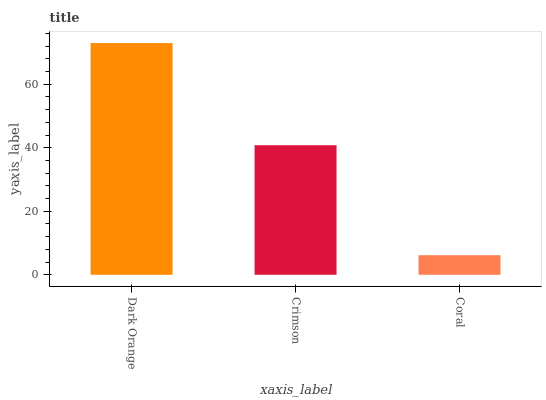 title
yaxis_label
60
40
20
0
Dark Orange
Crimson
Coral
xaxis_label